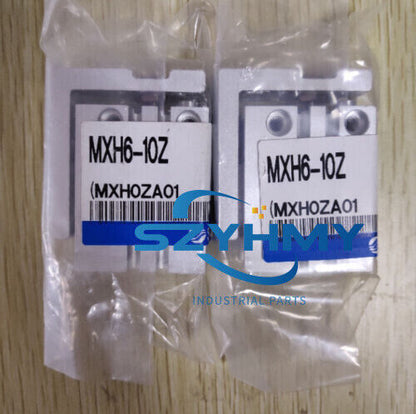 MXH6-10Z
(MXH0ZA01
MXH6-10Z
(MXH0ZA01
SZYHMY
INDUSTRIAL PARTS